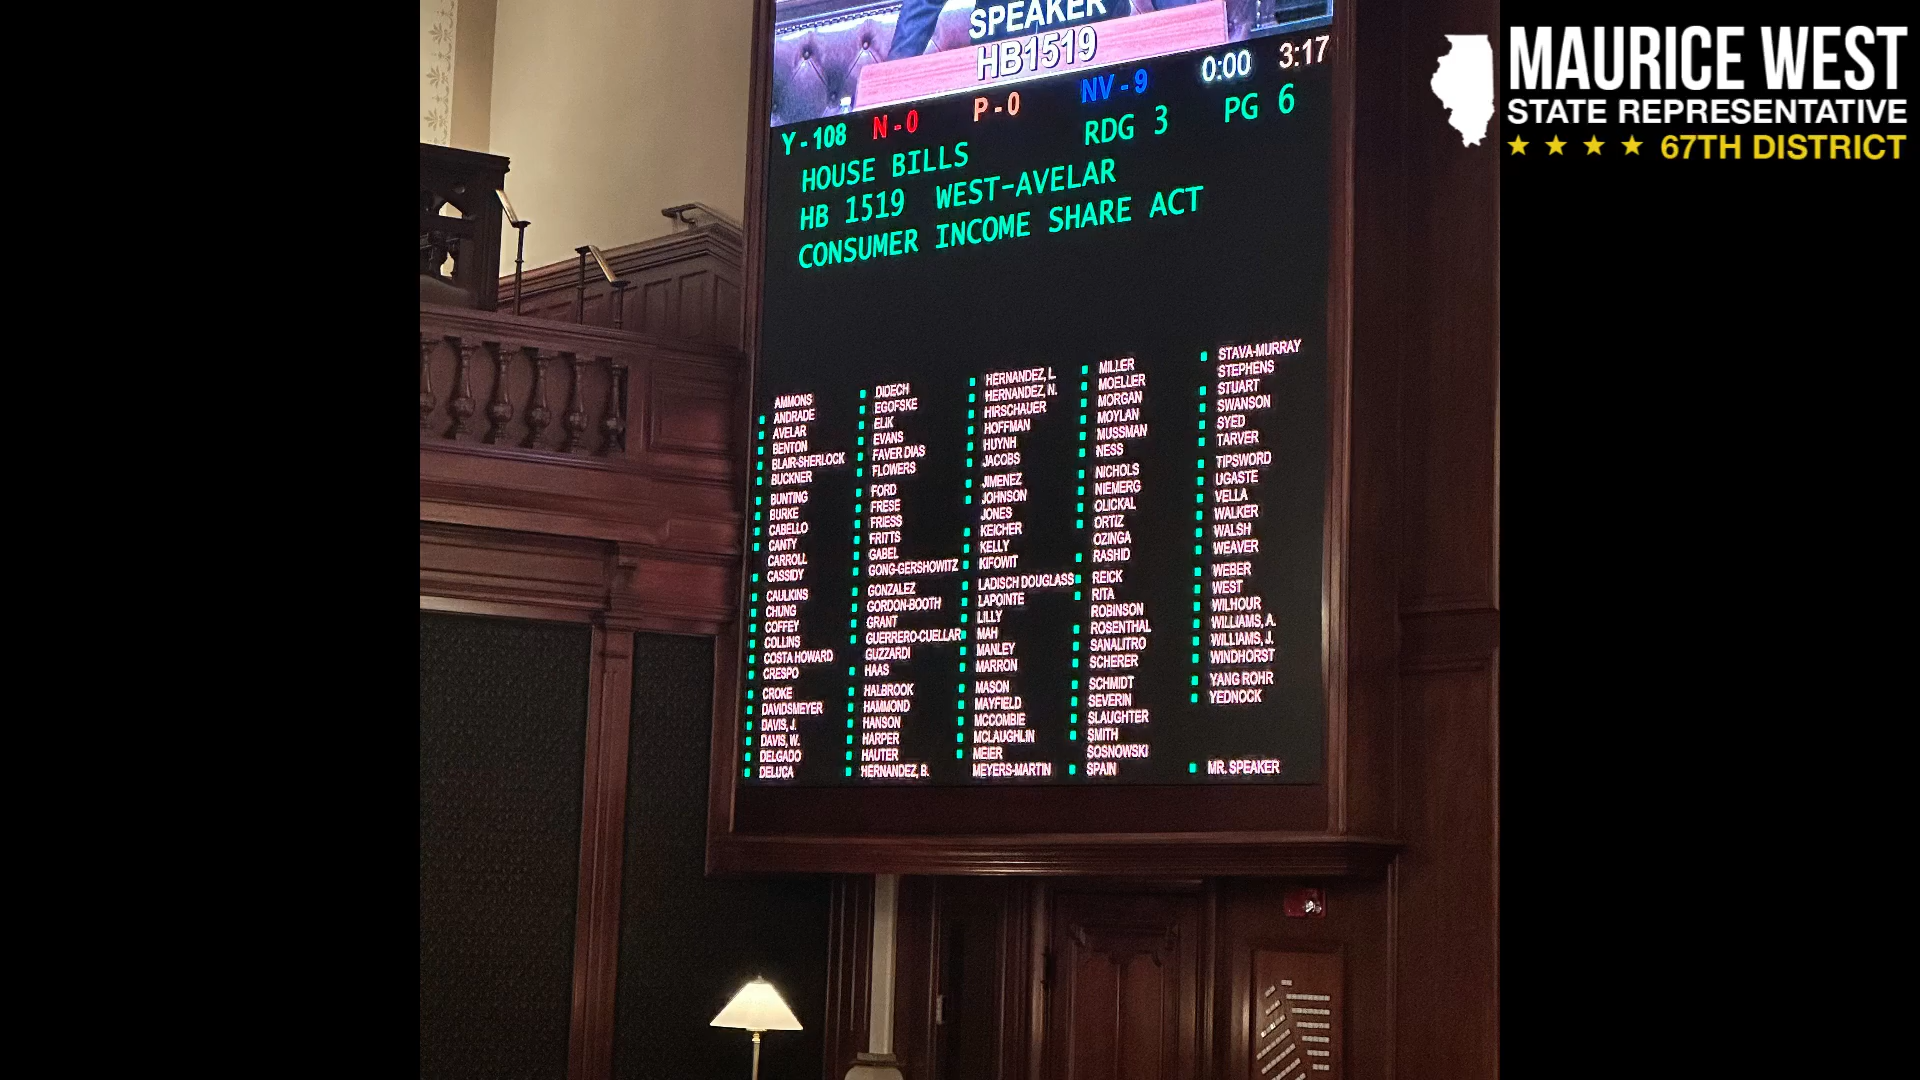 SPEAKER
HB1519
Y - 108 N - 0 P - 0 NV - 9 0:00 3:17
HOUSE BILLS RDG 3 PG 6
HB 1519 WEST-AVELAR
CONSUMER INCOME SHARE ACT
AMMONS
ANDRADE
AVELAR
BENTON
BLAIR-SHERLOCK
BUCKNER
BUNTING
BURKE
CABELLO
CANTY
CARROLL
CASSIDY
CAULKINS
CHUNG
COFFEY
COLLINS
COSTA HOWARD
CRESPO
CROKE
DAVIDSMEYER
DAVIS, J.
DAVIS, W.
DELGADO
DELUCA
DIDECH
EGOFSKE
ELIK
EVANS
FAVER DIAS
FLOWERS
FORD
FRESE
FRIESS
FRITTS
GABEL
GONG-GERSHOWITZ
GONZALEZ
GORDON-BOOTH
GRANT
GUERRERO-CUELLAR
GUZZARDI
HAAS
HALBROOK
HAMMOND
HANSON
HARPER
HAUTER
HERNANDEZ, B.
HERNANDEZ, L.
HERNANDEZ, N.
HIRSCHAUER
HOFFMAN
HUYNH
JACOBS
JIMENEZ
JOHNSON
JONES
KEICHER
KELLY
KIFOWIT
LADISCH DOUGLASS
LAPOINTE
LILLY
MAH
MANLEY
MARRON
MASON
MAYFIELD
MCCOMBIE
MCLAUGHLIN
MEIER
MEYERS-MARTIN
MILLER
MOELLER
MORGAN
MOYLAN
MUSSMAN
NESS
NICHOLS
NIEMERG
OLICKAL
ORTIZ
OZINGA
RASHID
REICK
RITA
ROBINSON
ROSENTHAL
SANALITRO
SCHERER
SCHMIDT
SEVERIN
SLAUGHTER
SMITH
SOSNOWSKI
SPAIN
STAVA-MURRAY
STEPHENS
STUART
SWANSON
SYED
TARVER
TIPSWORD
UGASTE
VELLA
WALKER
WALSH
WEAVER
WEBER
WEST
WILHOUR
WILLIAMS, A.
WILLIAMS, J.
WINDHORST
YANG ROHR
YEDNOCK
MR. SPEAKER
MAURICE WEST
STATE REPRESENTATIVE
67TH DISTRICT